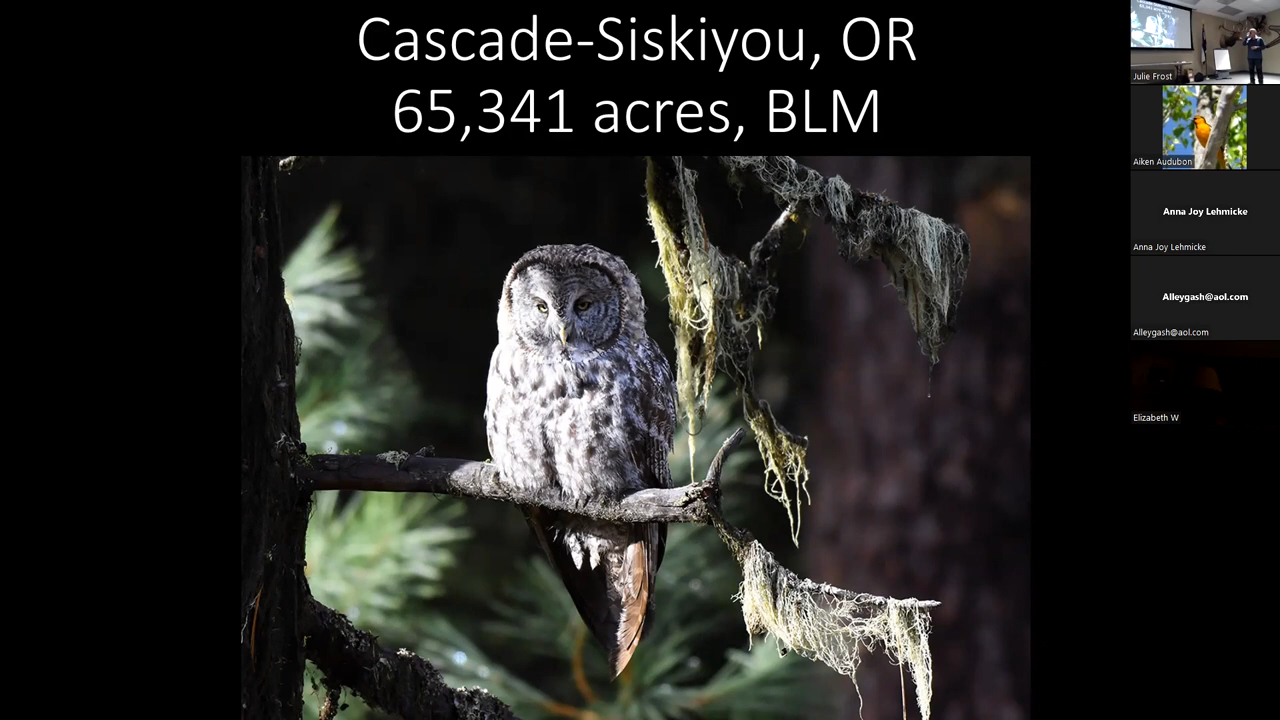 Cascade-Siskiyou, OR
65,341 acres, BLM
Julie Frost
Aiken Audubon
Anna Joy Lehmicke
Anna Joy Lehmicke
Alleygash@aol.com
Alleygash@aol.com
Elizabeth W